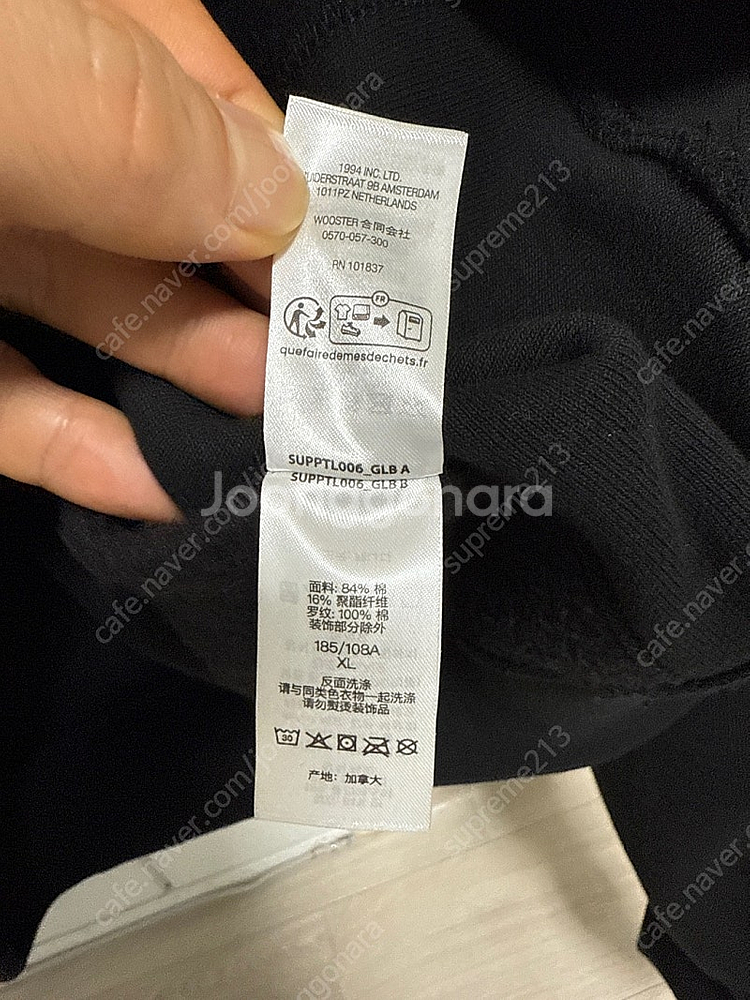 1994 INC. LTD.
9B AMSTERDAM
1011PZ NETHERLANDS
WOOSTER 合同会社
0570-057-300
RN 101837
FR
quefairedemesdechets.fr
SUPPTL006_GLB A
SUPPTL006_GLB B
Joonggonara
面料: 84% 棉
16% 聚酯纤维
罗纹: 100% 棉
装饰部分除外
185/108A
XL
反面洗涤
请与同类色衣物一起洗涤
请勿熨烫装饰品
30
产地: 加拿大
cafe.naver.com/joonggonara
supreme213